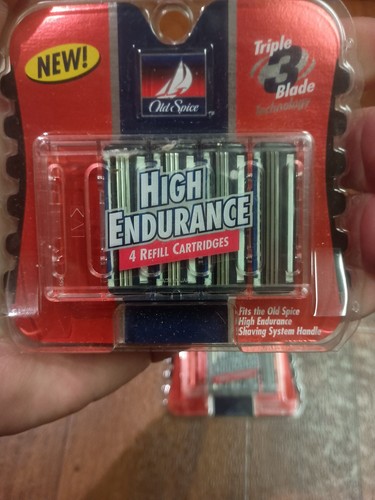 NEW!
Triple
3
Blade
Technology
Old Spice
HIGH
ENDURANCE
4 REFILL CARTRIDGES
Fits the Old Spice
High Endurance
Shaving System Handle